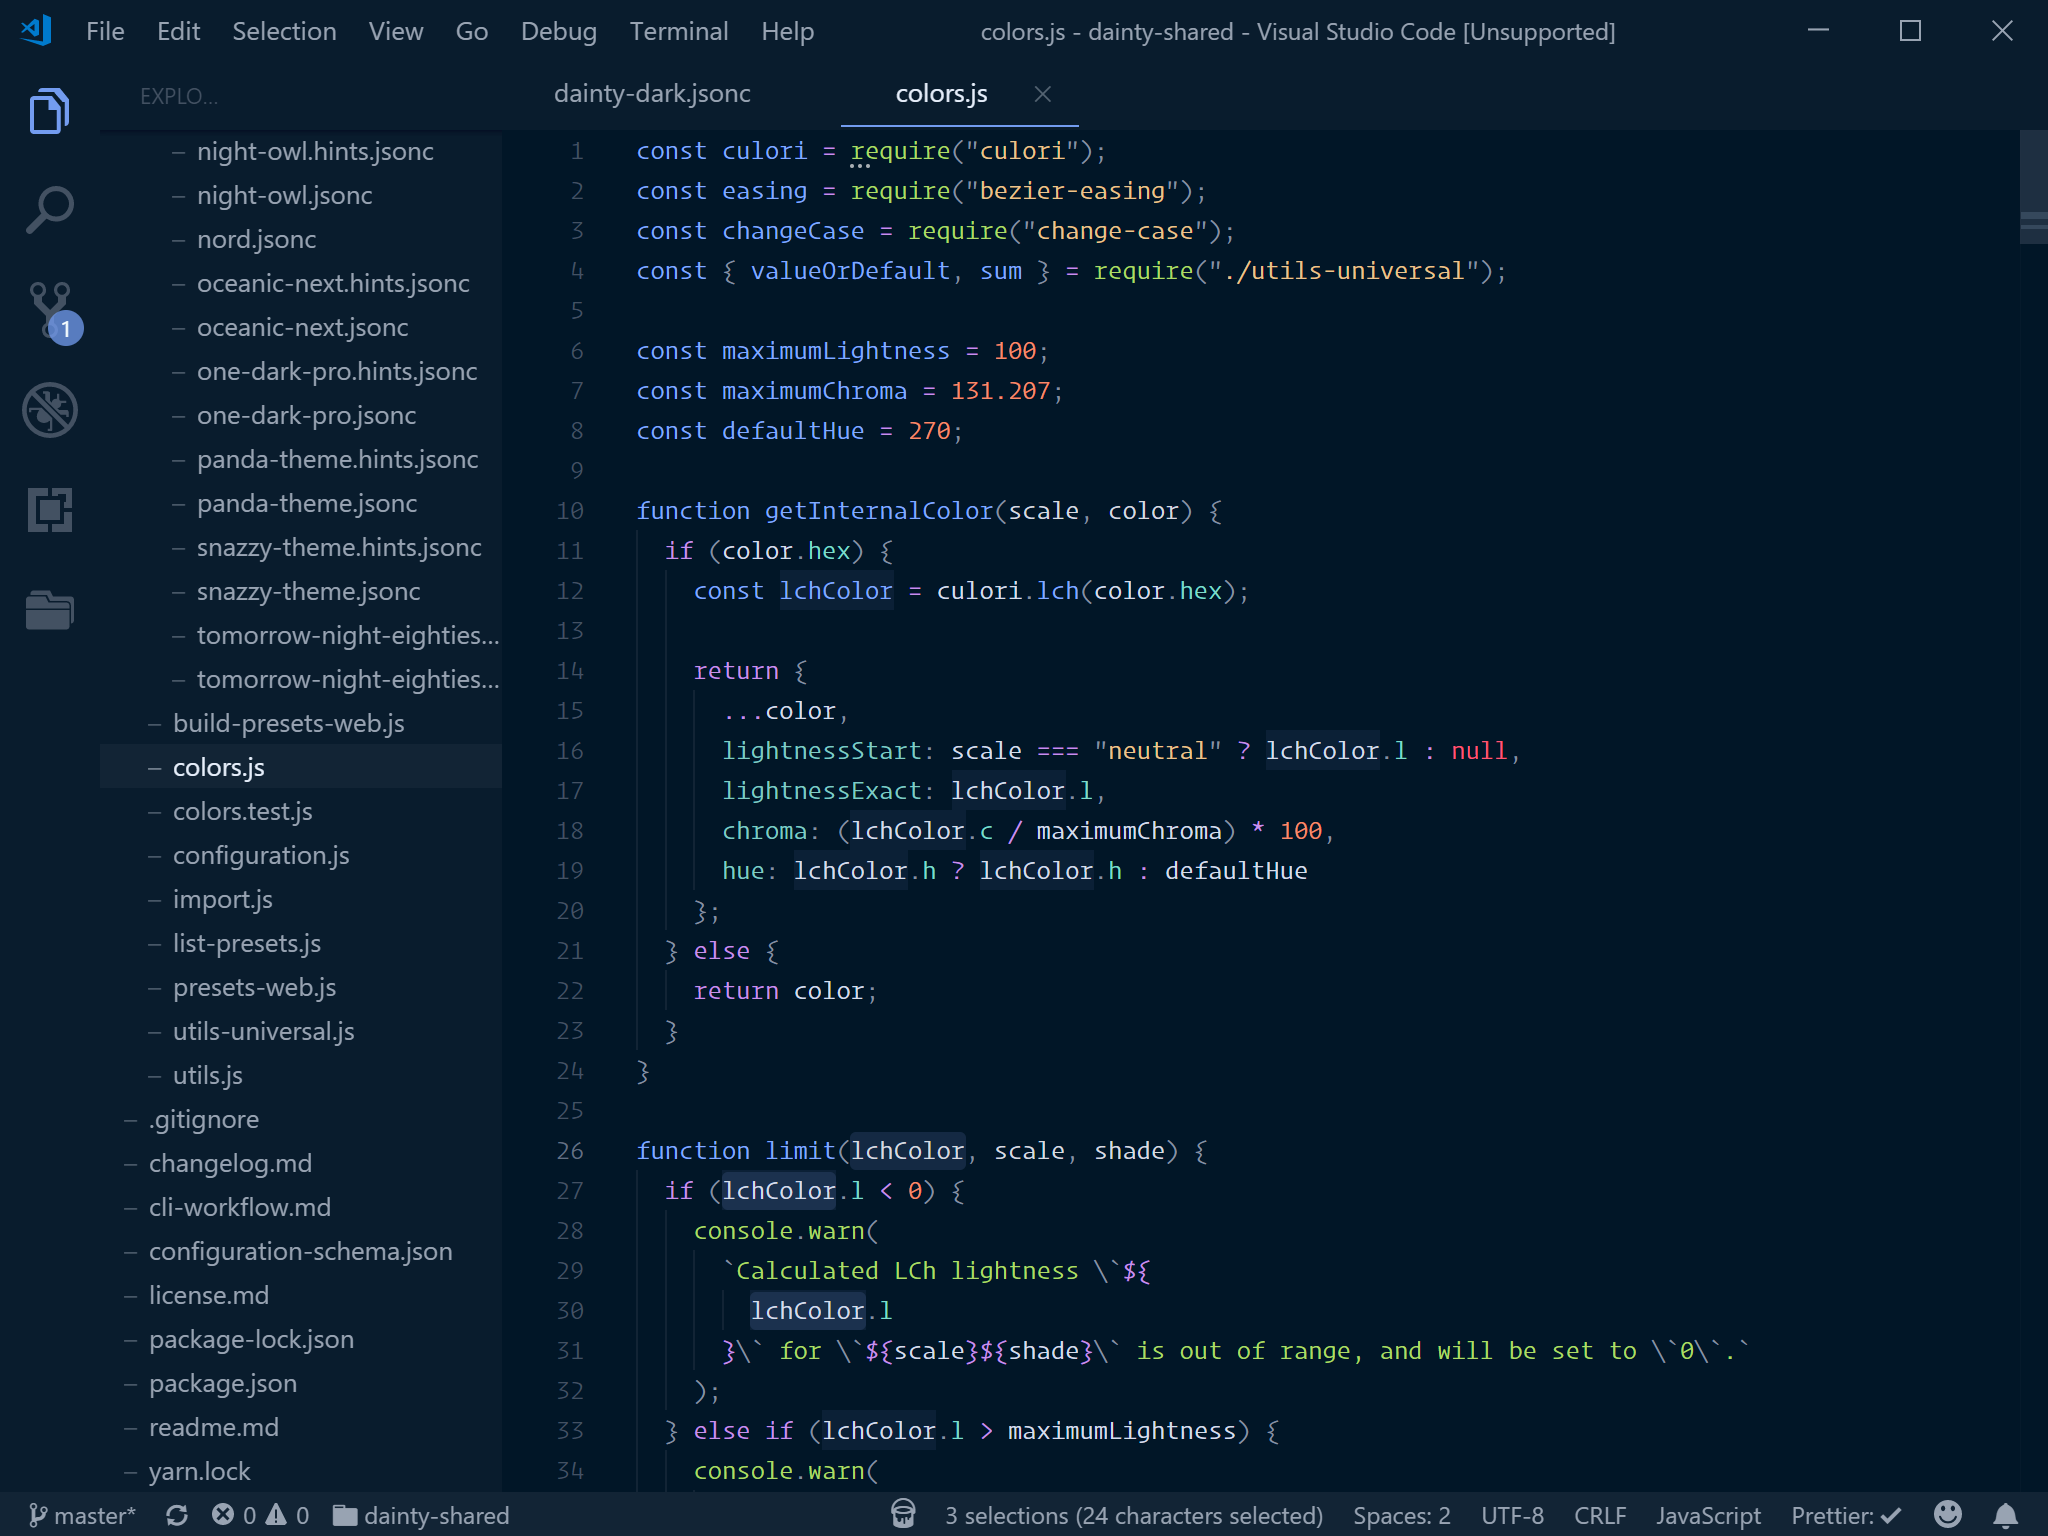 File Edit Selection View Go Debug Terminal Help
colors.js - dainty-shared - Visual Studio Code [Unsupported]
EXPLO...
night-owl.hints.jsonc
night-owl.jsonc
nord.jsonc
oceanic-next.hints.jsonc
oceanic-next.jsonc
one-dark-pro.hints.jsonc
one-dark-pro.jsonc
panda-theme.hints.jsonc
panda-theme.jsonc
snazzy-theme.hints.jsonc
snazzy-theme.jsonc
tomorrow-night-eighties...
tomorrow-night-eighties...
build-presets-web.js
colors.js
colors.test.js
configuration.js
import.js
list-presets.js
presets-web.js
utils-universal.js
utils.js
.gitignore
changelog.md
cli-workflow.md
configuration-schema.json
license.md
package-lock.json
package.json
readme.md
yarn.lock
1
dainty-dark.jsonc colors.js
1 const culori = require("culori");
2 const easing = require("bezier-easing");
3 const changeCase = require("change-case");
4 const { valueOrDefault, sum } = require("./utils-universal");
5
6 const maximumLightness = 100;
7 const maximumChroma = 131.207;
8 const defaultHue = 270;
9
10 function getInternalColor(scale, color) {
11 if (color.hex) {
12 const lchColor = culori.lch(color.hex);
13
14 return {
15 ...color,
16 lightnessStart: scale === "neutral" ? lchColor.l : null,
17 lightnessExact: lchColor.l,
18 chroma: (lchColor.c / maximumChroma) * 100,
19 hue: lchColor.h ? lchColor.h : defaultHue
20 };
21 } else {
22 return color;
23 }
24 }
25
26 function limit(lchColor, scale, shade) {
27 if (lchColor.l < 0) {
28 console.warn(
29 `Calculated LCh lightness \`${
30 lchColor.l
31 }\` for \`${scale}${shade}\` is out of range, and will be set to \`0\`.`
32 );
33 } else if (lchColor.l > maximumLightness) {
34 console.warn(
master* 0 0 dainty-shared 3 selections (24 characters selected) Spaces: 2 UTF-8 CRLF JavaScript Prettier: ✓